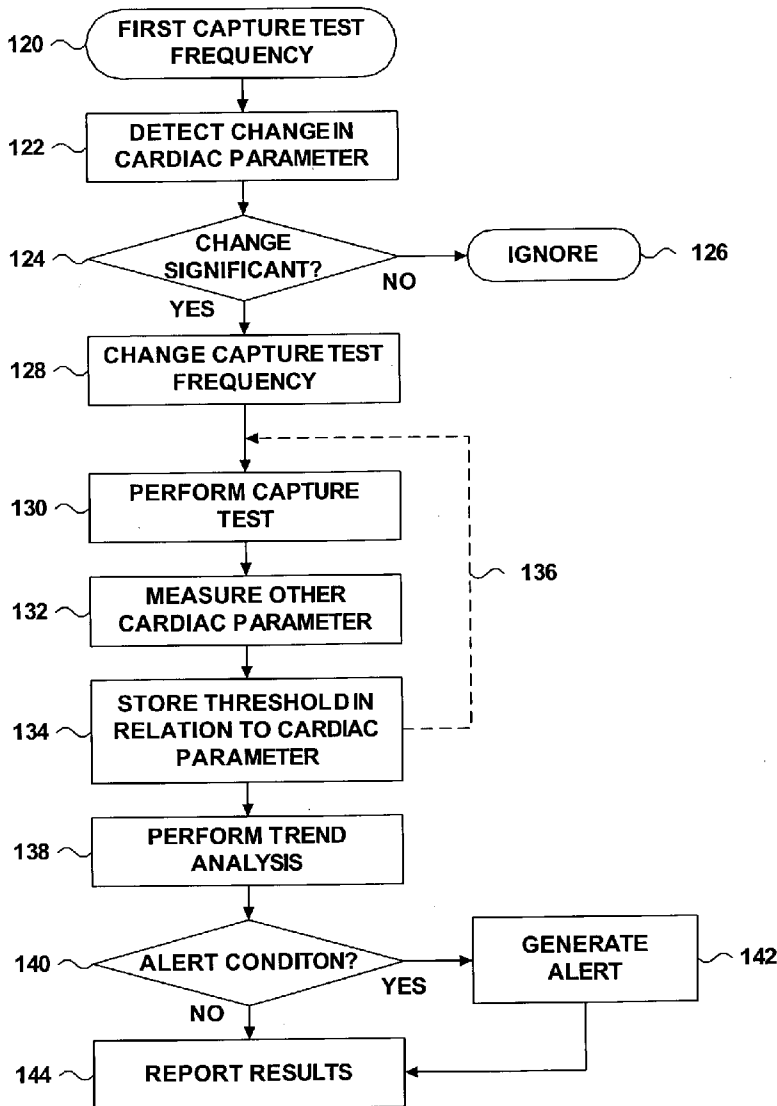 FIRST CAPTURE TEST
FREQUENCY
120
DETECT CHANGE IN
CARDIAC PARAMETER
122
CHANGE
SIGNIFICANT?
124
NO
IGNORE
126
YES
CHANGE CAPTURE TEST
FREQUENCY
128
PERFORM CAPTURE
TEST
130
136
MEASURE OTHER
CARDIAC PARAMETER
132
STORE THRESHOLD IN
RELATION TO CARDIAC
PARAMETER
134
PERFORM TREND
ANALYSIS
138
ALERT CONDITON?
140
YES
GENERATE
ALERT
142
NO
REPORT RESULTS
144